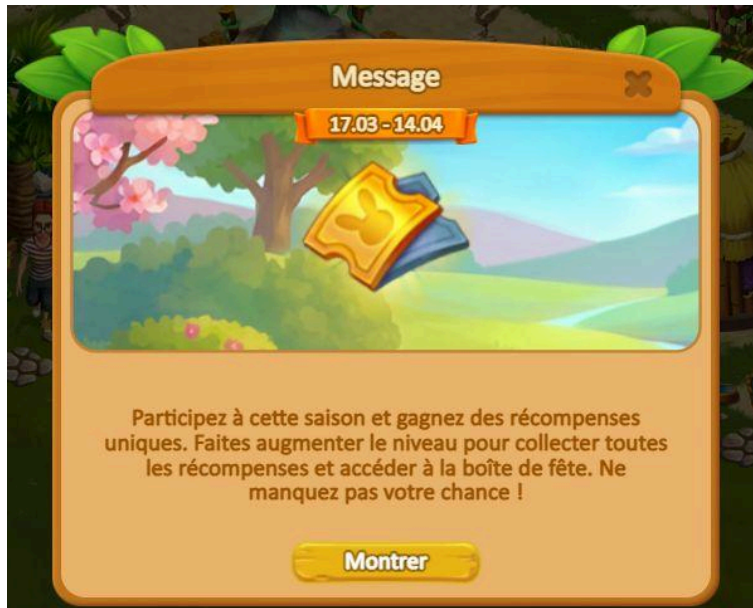 Message
17.03 - 14.04
Participez à cette saison et gagnez des récompenses
uniques. Faites augmenter le niveau pour collecter toutes
les récompenses et accéder à la boîte de fête. Ne
manquez pas votre chance !
Montrer